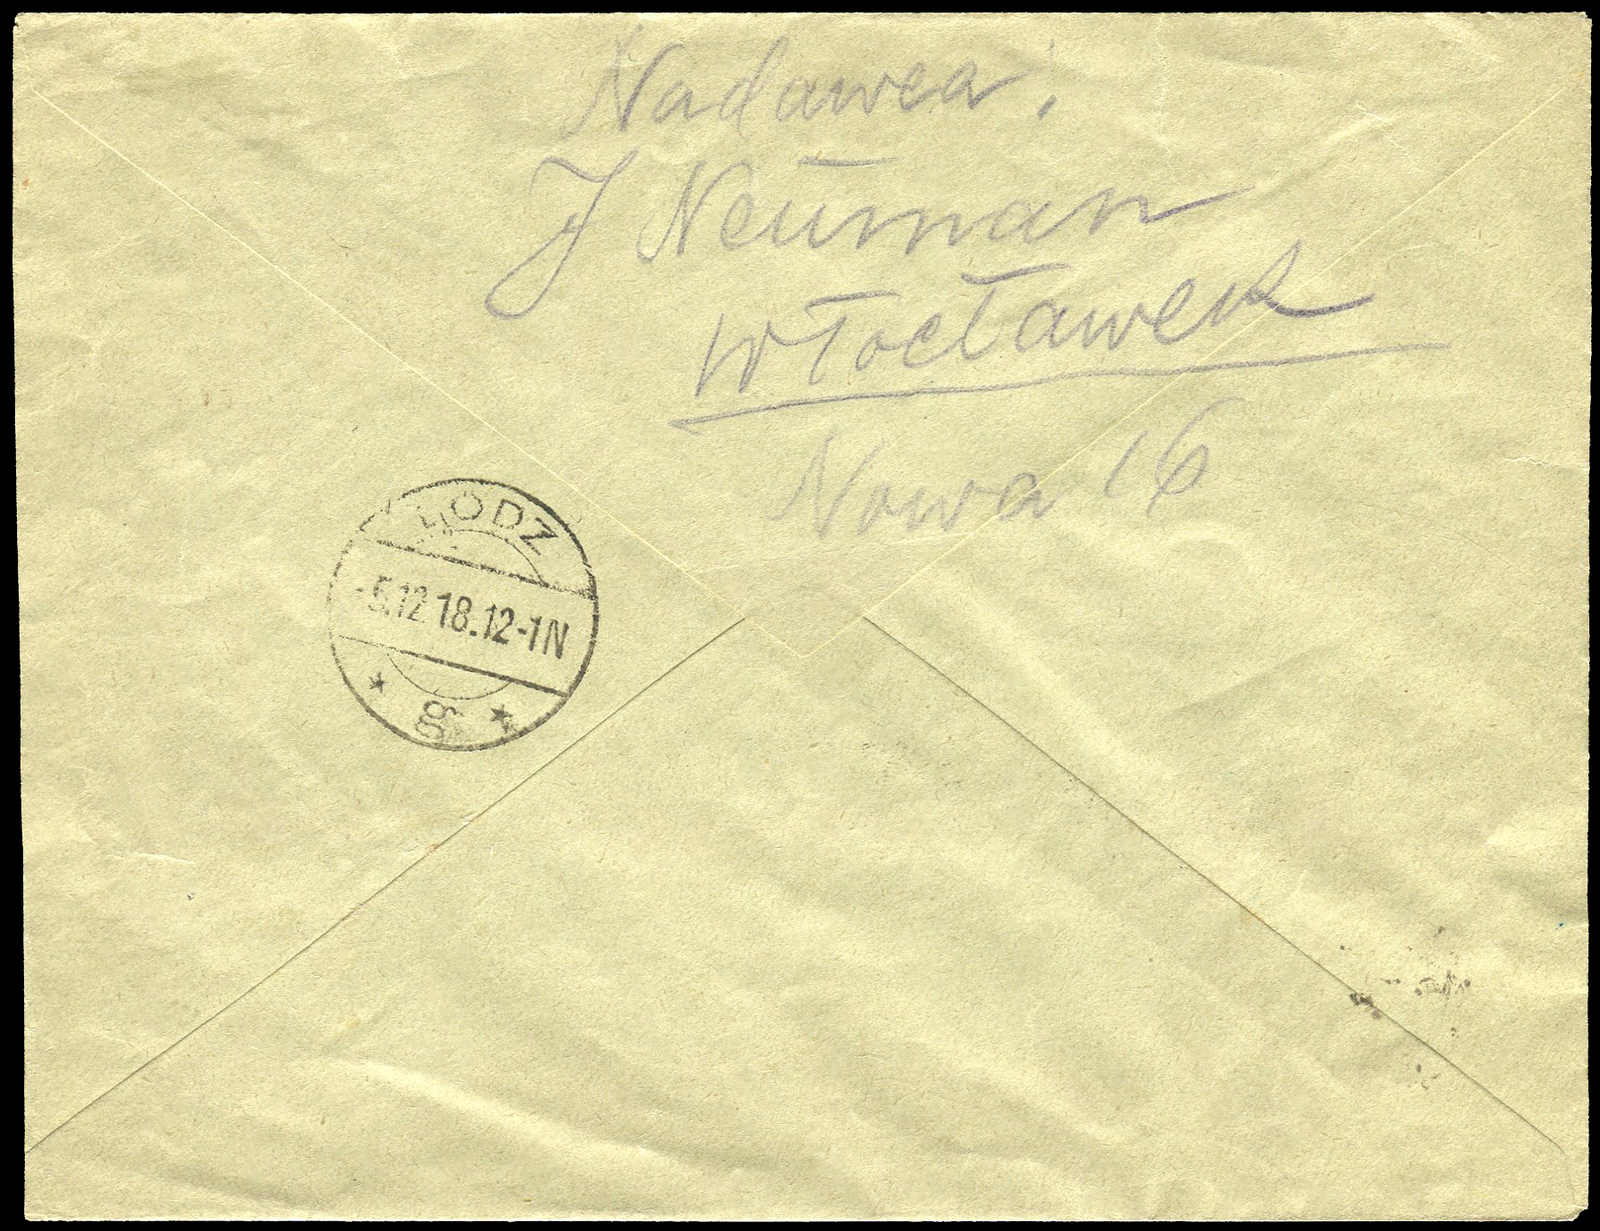 Nadawca:
J Neuman
Włocławek
Nowa 16
LODZ
-5.12 18.12-1N
* g *